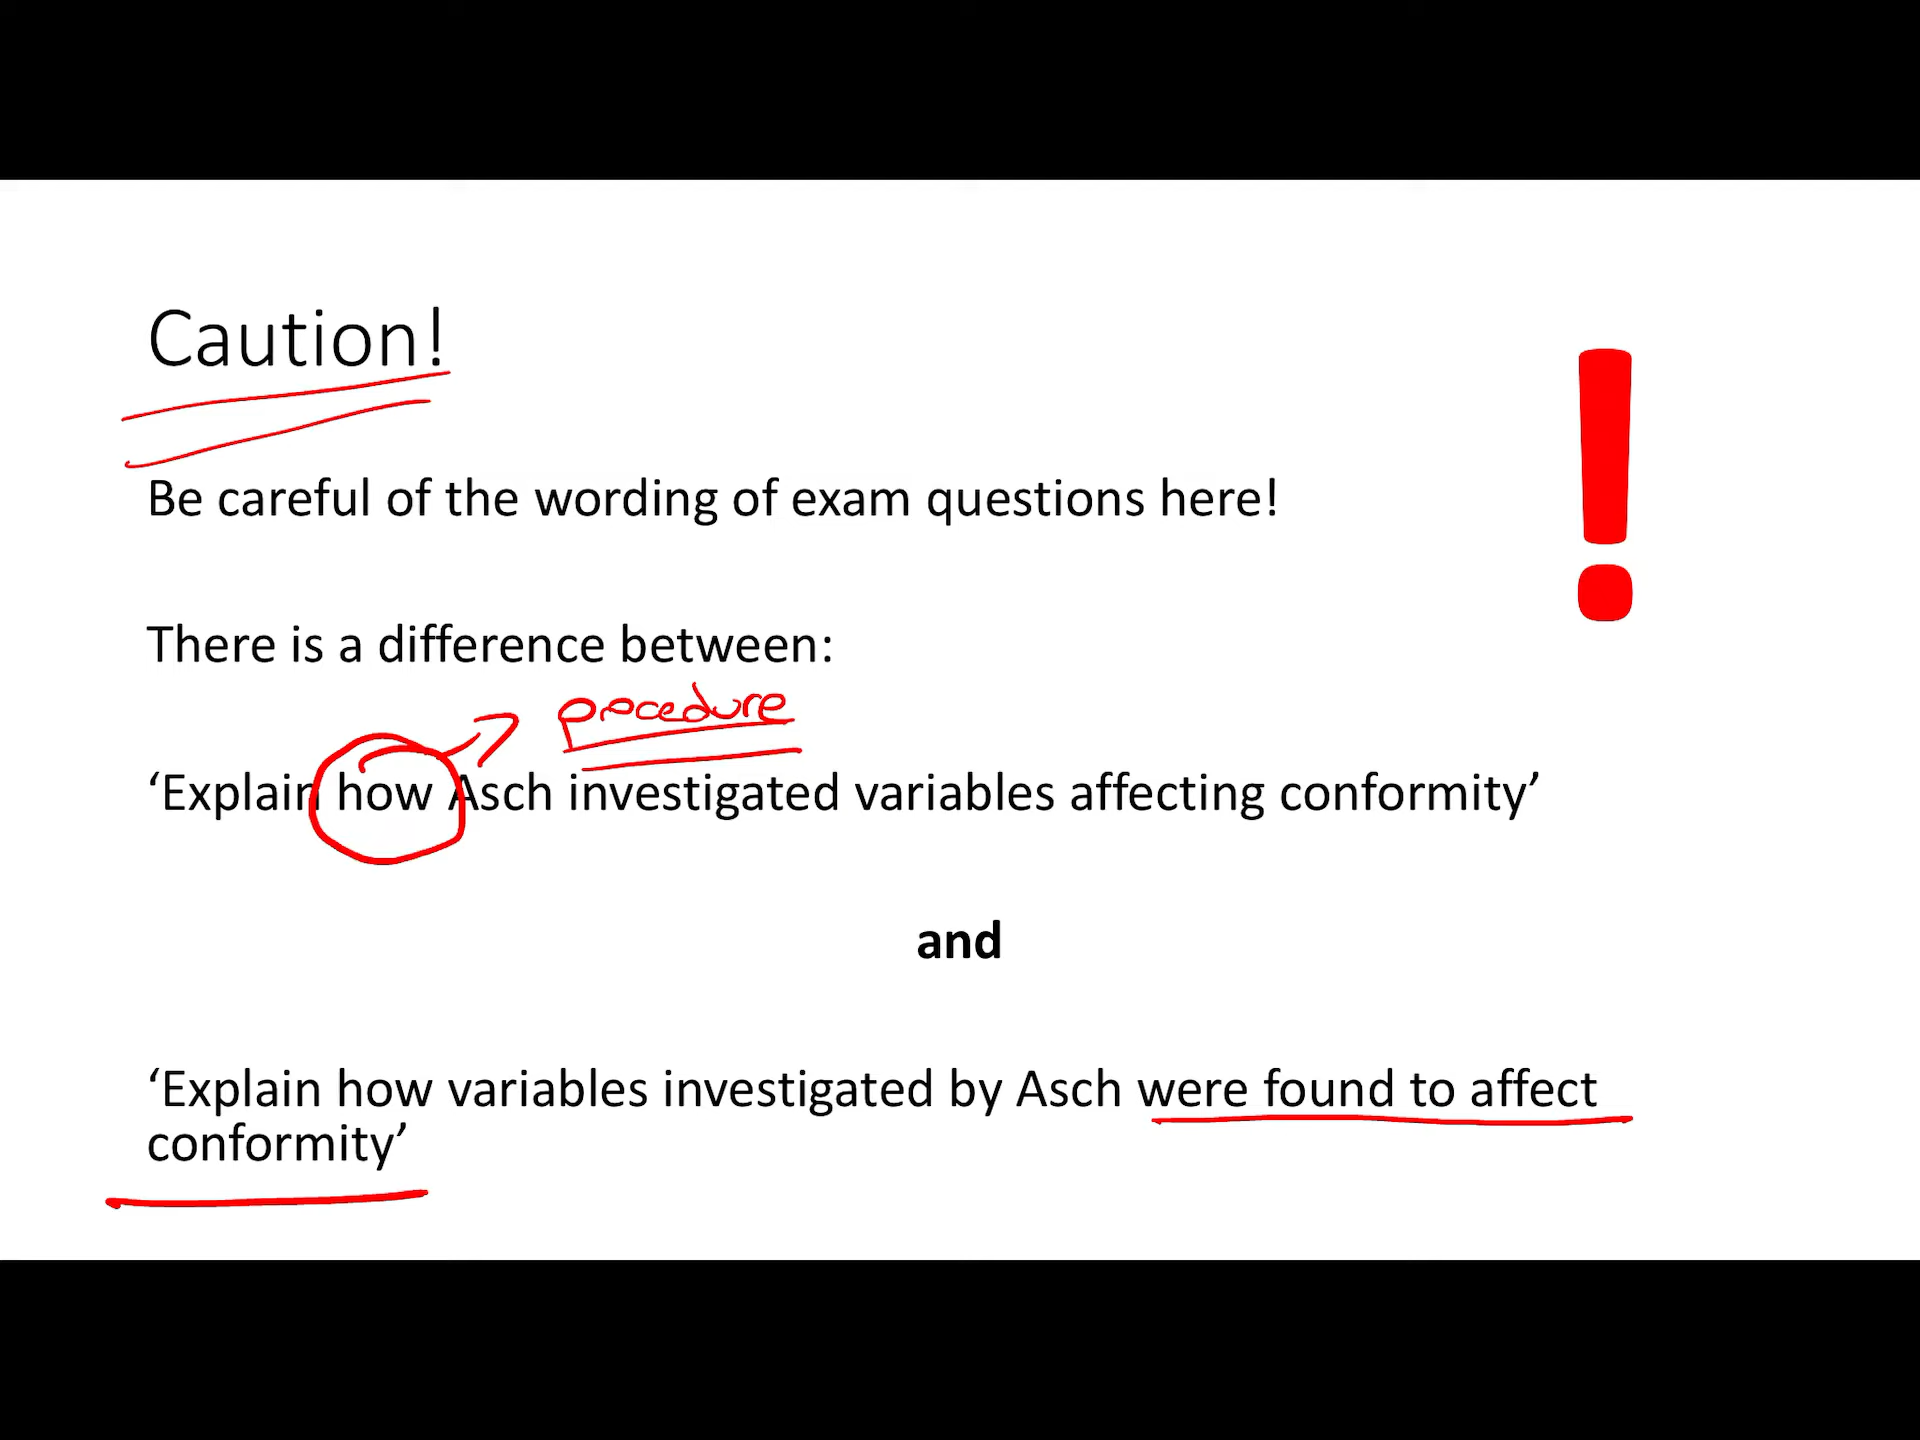 Caution!
Be careful of the wording of exam questions here!
There is a difference between:
procedure
‘Explain how Asch investigated variables affecting conformity’
and
‘Explain how variables investigated by Asch were found to affect
conformity’